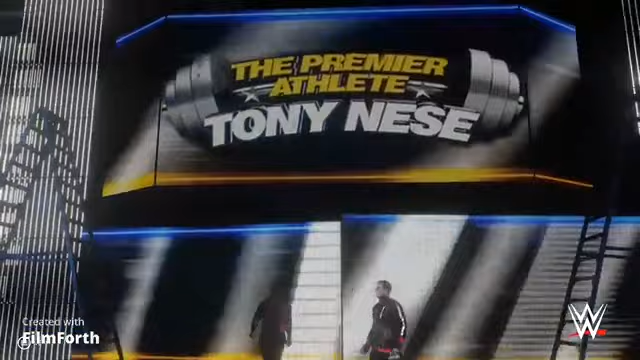 THE PREMIER
ATHLETE
TONY NESE
Created with
FilmForth
W